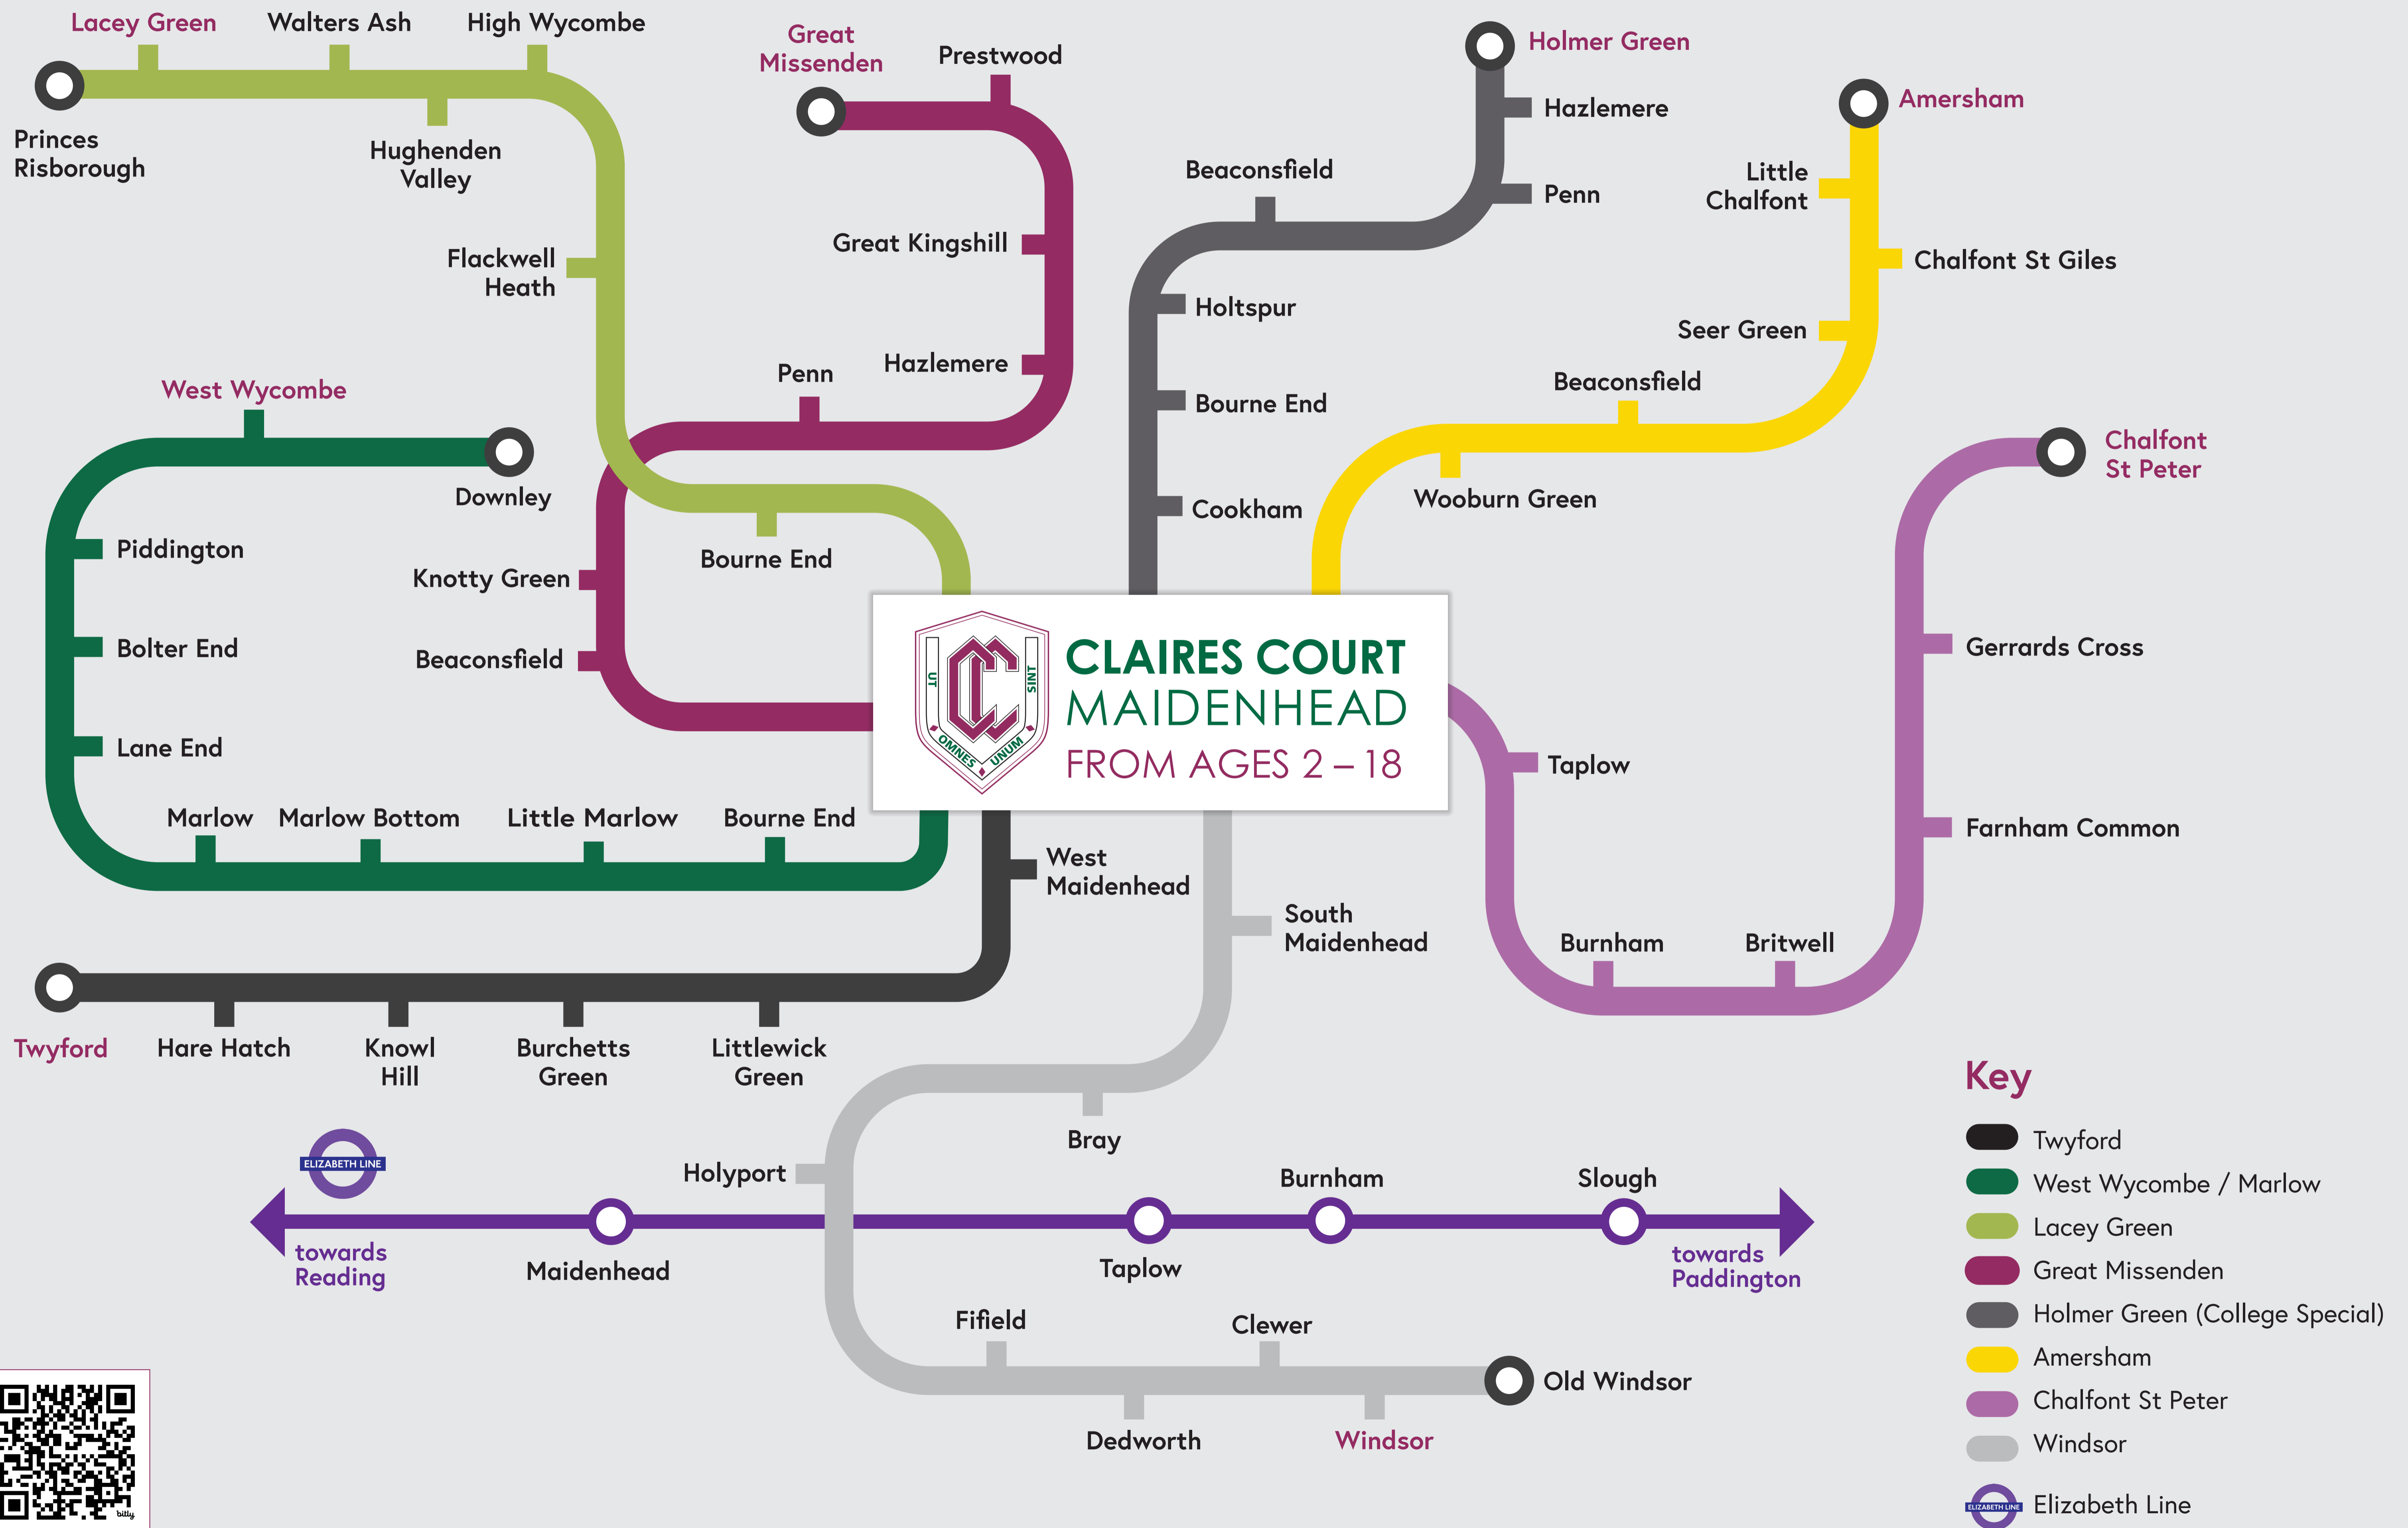 Lacey Green
Walters Ash
High Wycombe
Princes
Risborough
Hughenden
Valley
Flackwell
Heath
Bourne End
Great
Missenden
Prestwood
Great Kingshill
Hazlemere
Penn
Knotty Green
Beaconsfield
Holmer Green
Hazlemere
Penn
Beaconsfield
Holtspur
Bourne End
Cookham
Amersham
Little
Chalfont
Chalfont St Giles
Seer Green
Beaconsfield
Wooburn Green
Chalfont
St Peter
Gerrards Cross
Farnham Common
Britwell
Burnham
Taplow
West Wycombe
Downley
Piddington
Bolter End
Lane End
Marlow
Marlow Bottom
Little Marlow
Bourne End
UT
OMNES
UNUM
SINT
CLAIRES COURT
MAIDENHEAD
FROM AGES 2 – 18
West
Maidenhead
Twyford
Hare Hatch
Knowl
Hill
Burchetts
Green
Littlewick
Green
South
Maidenhead
Bray
Holyport
Fifield
Dedworth
Clewer
Windsor
Old Windsor
ELIZABETH LINE
towards
Reading
Maidenhead
Taplow
Burnham
Slough
towards
Paddington
Key
Twyford
West Wycombe / Marlow
Lacey Green
Great Missenden
Holmer Green (College Special)
Amersham
Chalfont St Peter
Windsor
ELIZABETH LINE
Elizabeth Line
bitly